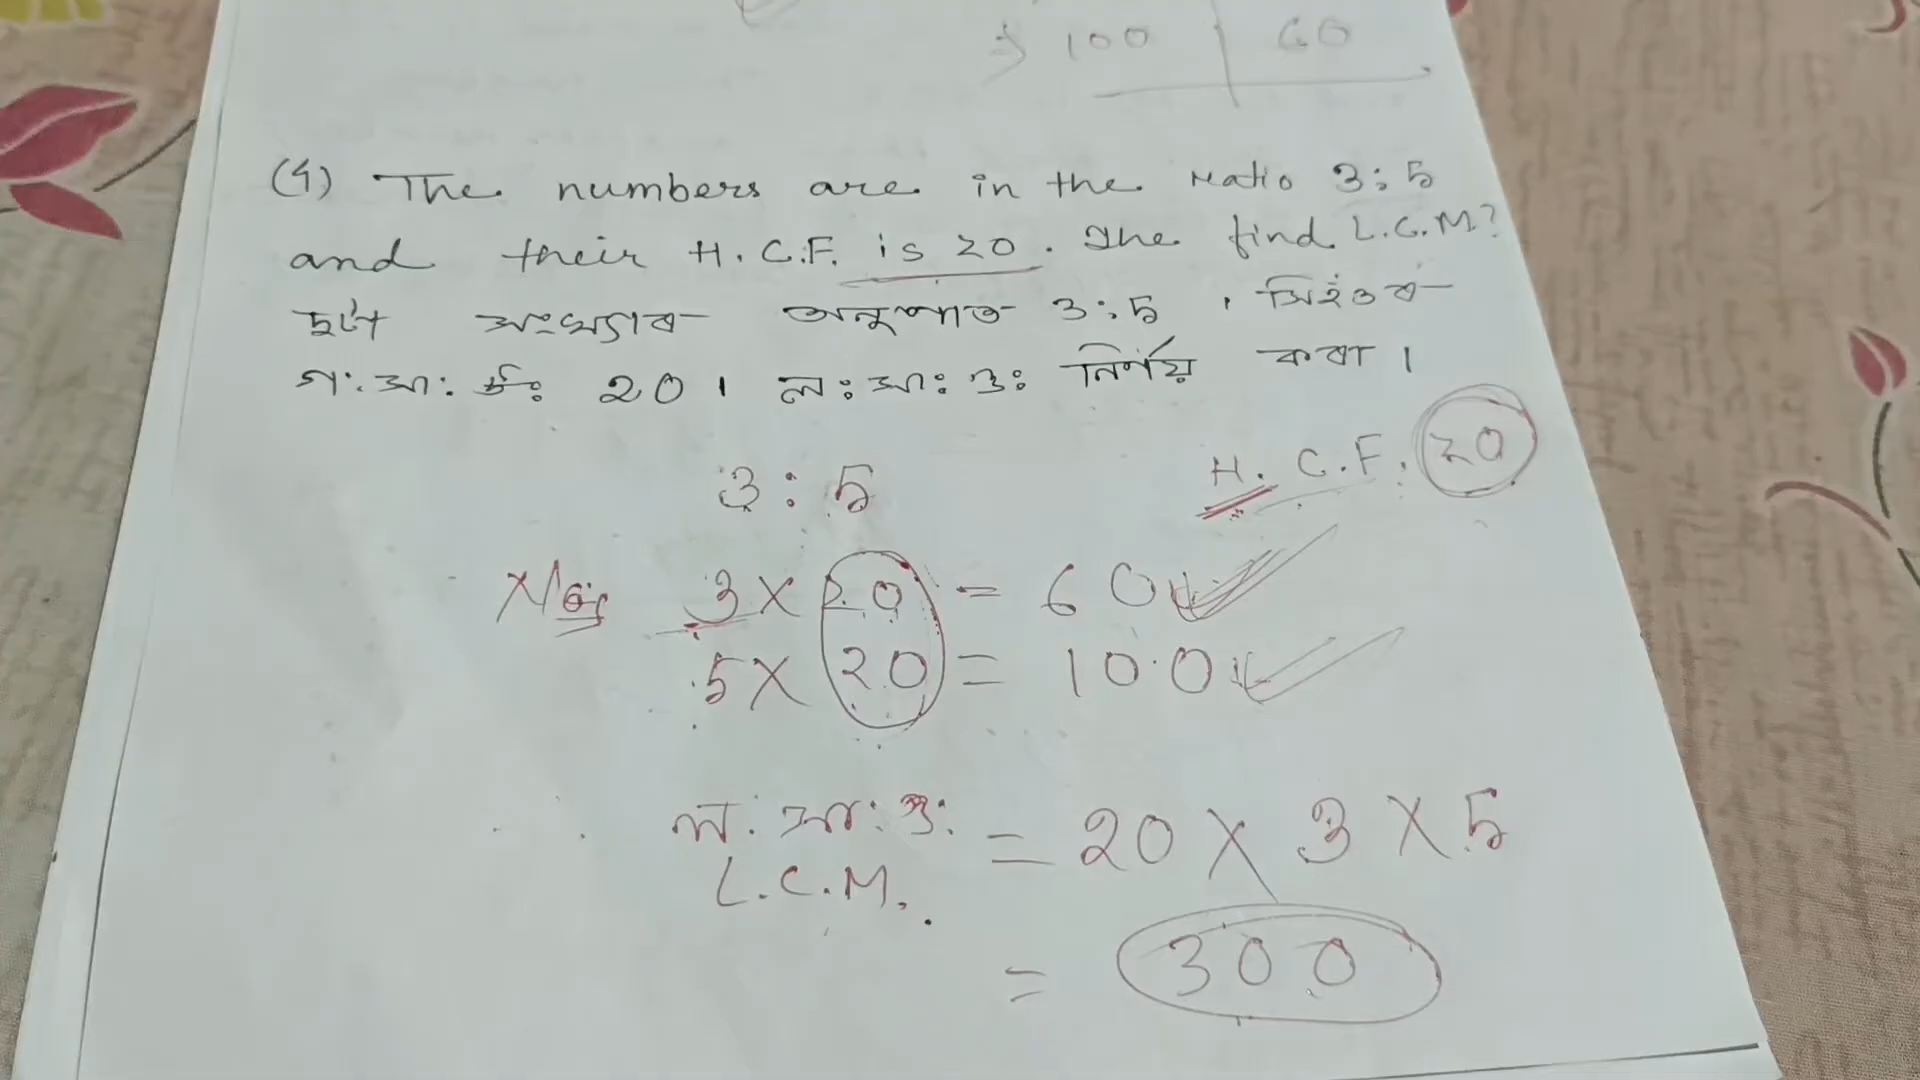 100 | 60
(4) The numbers are in the ratio 3:5
and their H.C.F. is 20. The find L.C.M?
দুটা সংখ্যাৰ অনুপাত 3:5, সিহঁতৰ
গ:সা:উ: 20। ল:সা:গু: নিৰ্ণয় কৰা।
3 : 5
H.C.F. 20
3 X 20 = 60
5 X 20 = 100
ল.সা:গু:
L.C.M. = 20 X 3 X 5
= 300